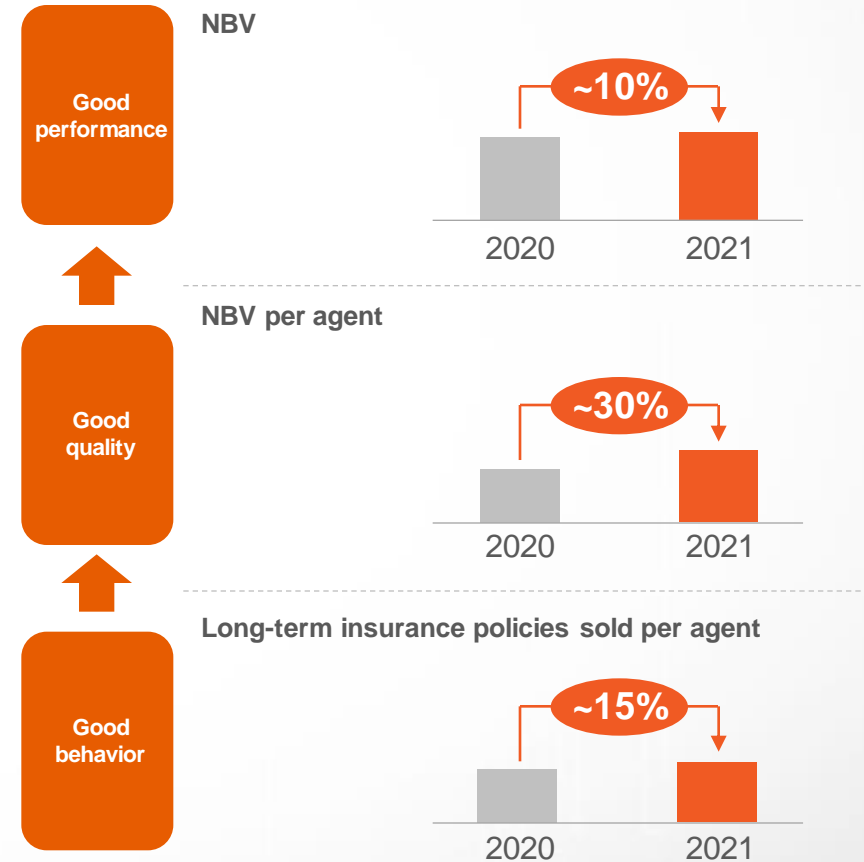 NBV
Good
performance
~10%
2020
2021
NBV per agent
Good
quality
~30%
2020
2021
Long-term insurance policies sold per agent
Good
behavior
~15%
2020
2021